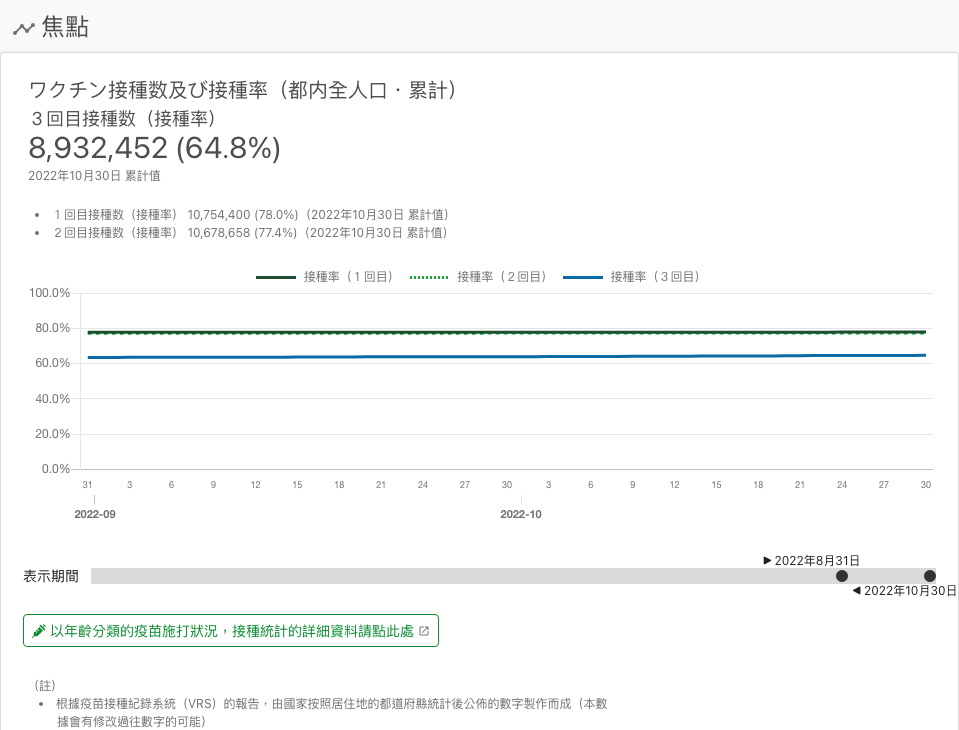 焦點
ワクチン接種数及び接種率（都内全人口・累計）
３回目接種数（接種率）
8,932,452 (64.8%)
2022年10月30日 累計值
• １回目接種数（接種率） 10,754,400 (78.0%)（2022年10月30日 累計值）
• ２回目接種数（接種率） 10,678,658 (77.4%)（2022年10月30日 累計值）
接種率（１回目） 接種率（２回目） 接種率（３回目）
100.0%
80.0%
60.0%
40.0%
20.0%
0.0%
31 3 6 9 12 15 18 21 24 27 30 3 6 9 12 15 18 21 24 27 30
2022-09 2022-10
▶ 2022年8月31日
表示期間
◀ 2022年10月30日
以年齡分類的疫苗施打狀況，接種統計的詳細資料請點此處
（註）
• 根據疫苗接種紀錄系統（VRS）的報告，由國家按照居住地的都道府縣統計後公佈的數字製作而成（本數
據會有修改過往數字的可能）